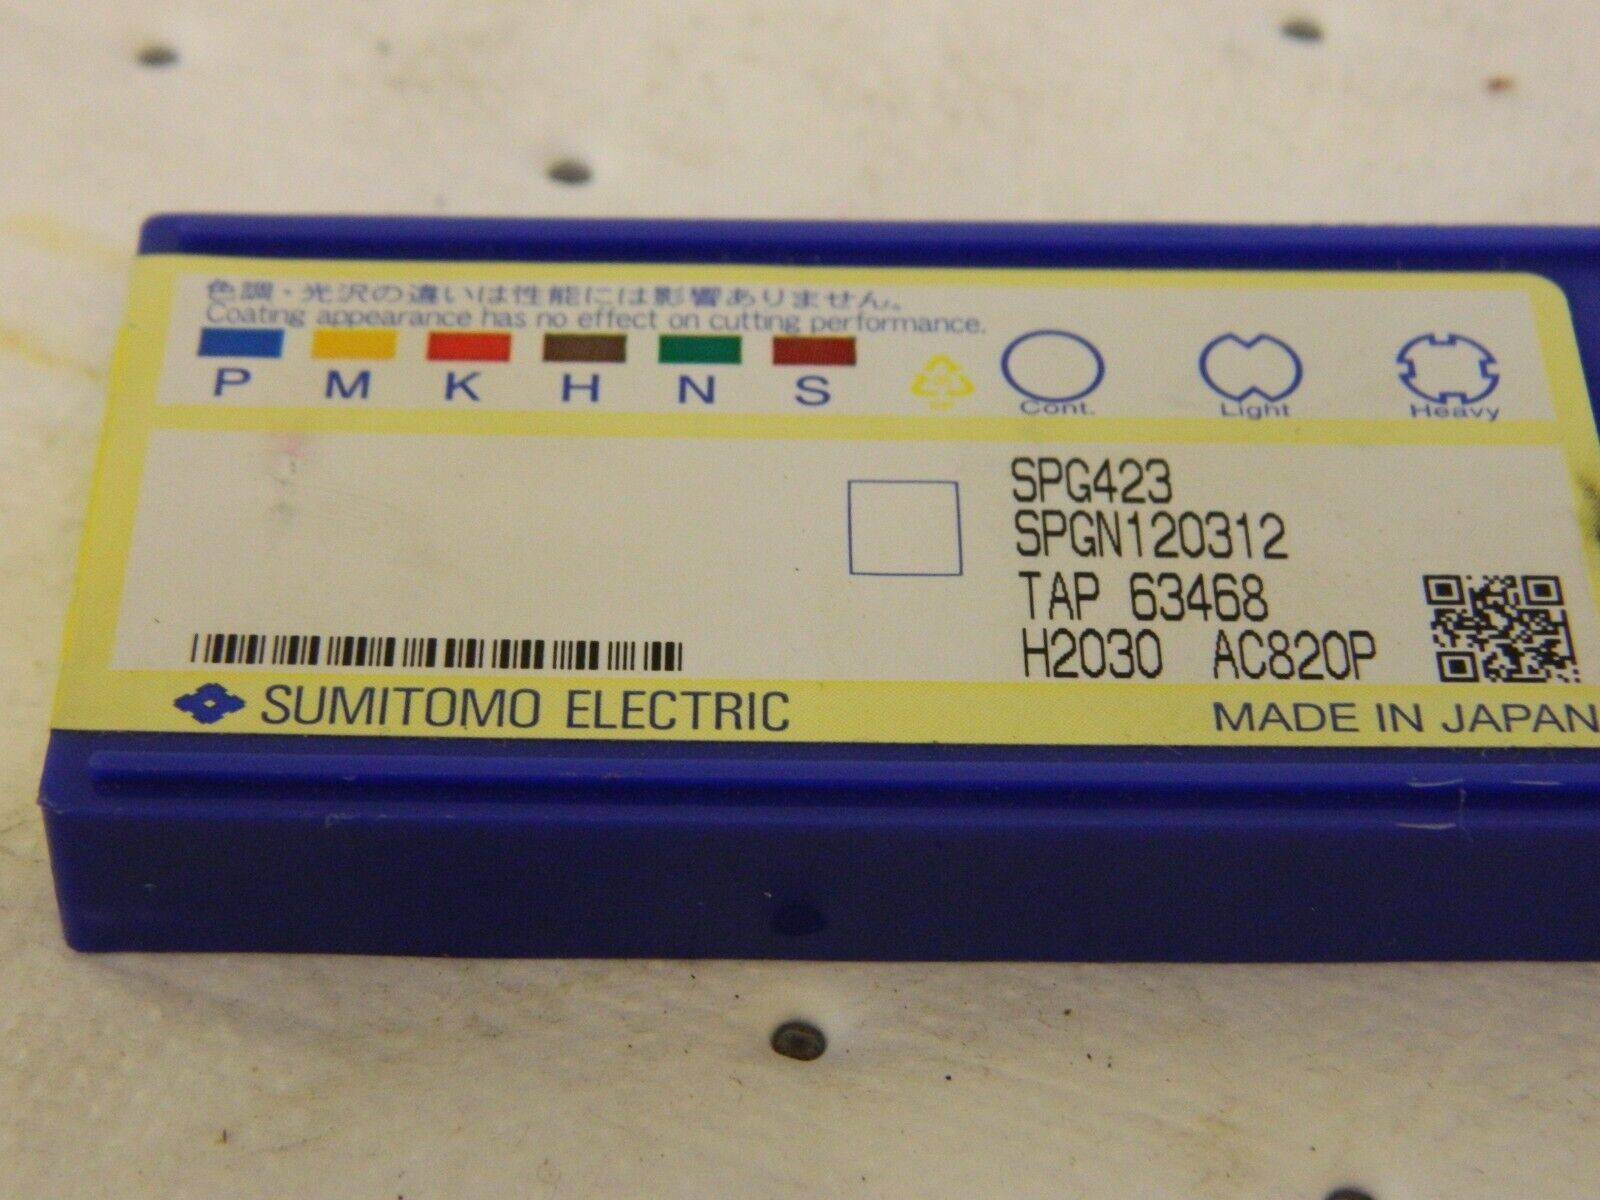 色調・光沢の違いは性能には影響ありません。
Coating appearance has no effect on cutting performance.
P M K H N S
Cont. Light Heavy
SPG423
SPGN120312
TAP 63468
H2030 AC820P
SUMITOMO ELECTRIC
MADE IN JAPAN